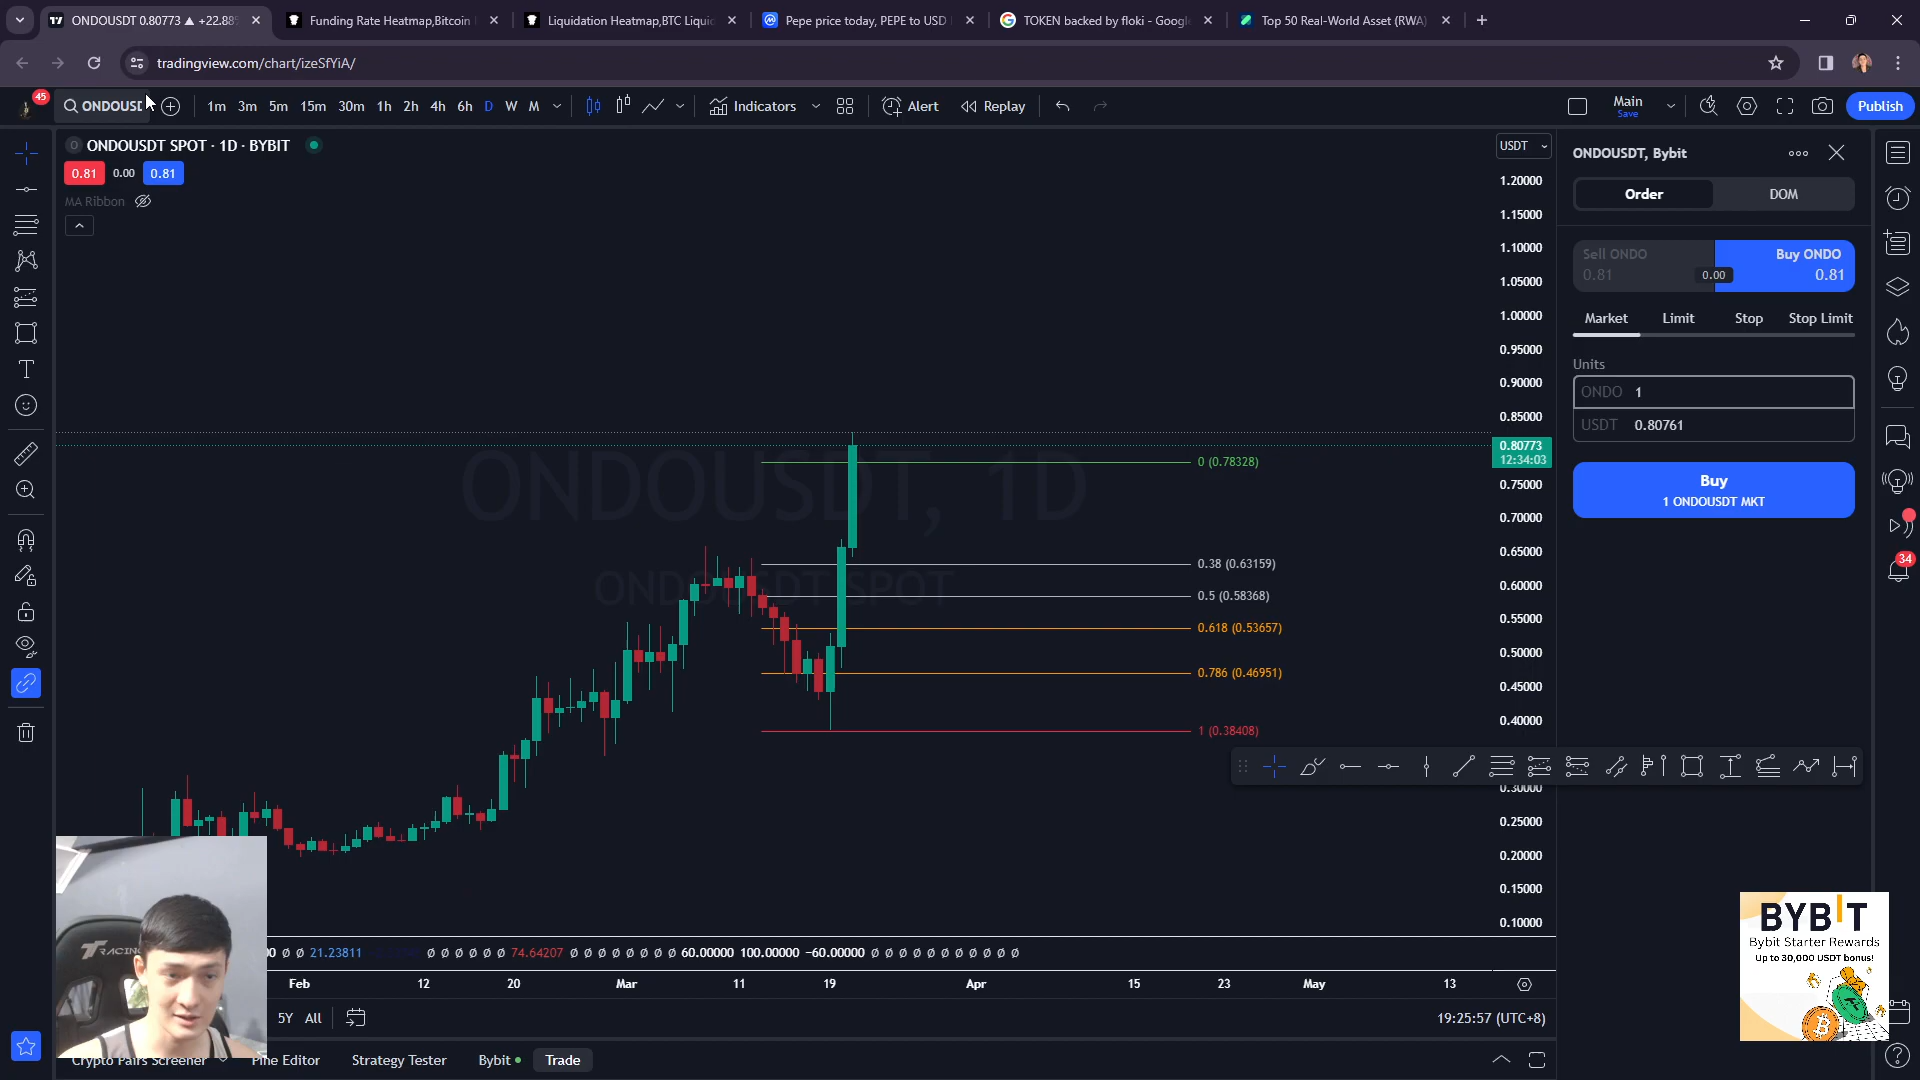 ONDOUSDT 0.80773 ▲ +22.88
Funding Rate Heatmap,Bitcoin
Liquidation Heatmap,BTC Liqui
Pepe price today, PEPE to USD
TOKEN backed by floki - Googl
Top 50 Real-World Asset (RWA)
tradingview.com/chart/izeSfYiA/
45
ONDOUSD
1m 3m 5m 15m 30m 1h 2h 4h 6h D W M
Indicators
Alert
Replay
Main
Save
Publish
ONDOUSDT SPOT · 1D · BYBIT
0.81 0.00 0.81
MA Ribbon
ONDOUSDT, 1D
ONDOUSDT SPOT
0 (0.78328)
0.38 (0.63159)
0.5 (0.58368)
0.618 (0.53657)
0.786 (0.46951)
1 (0.38408)
USDT
1.20000
1.15000
1.10000
1.05000
1.00000
0.95000
0.90000
0.85000
0.80773
12:34:03
0.75000
0.70000
0.65000
0.60000
0.55000
0.50000
0.45000
0.40000
0.30000
0.25000
0.20000
0.15000
0.10000
ONDOUSDT, Bybit
Order
DOM
Sell ONDO
0.81
0.00
Buy ONDO
0.81
Market Limit Stop Stop Limit
Units
ONDO 1
USDT 0.80761
Buy
1 ONDOUSDT MKT
34
TRACING
21.23811
74.64207
60.00000 100.00000 −60.00000
Feb 12 20 Mar 11 19 Apr 15 23 May 13
5Y All
19:25:57 (UTC+8)
Crypto Pairs Screener
Pine Editor
Strategy Tester
Bybit
Trade
BYBIT
Bybit Starter Rewards
Up to 30,000 USDT bonus!